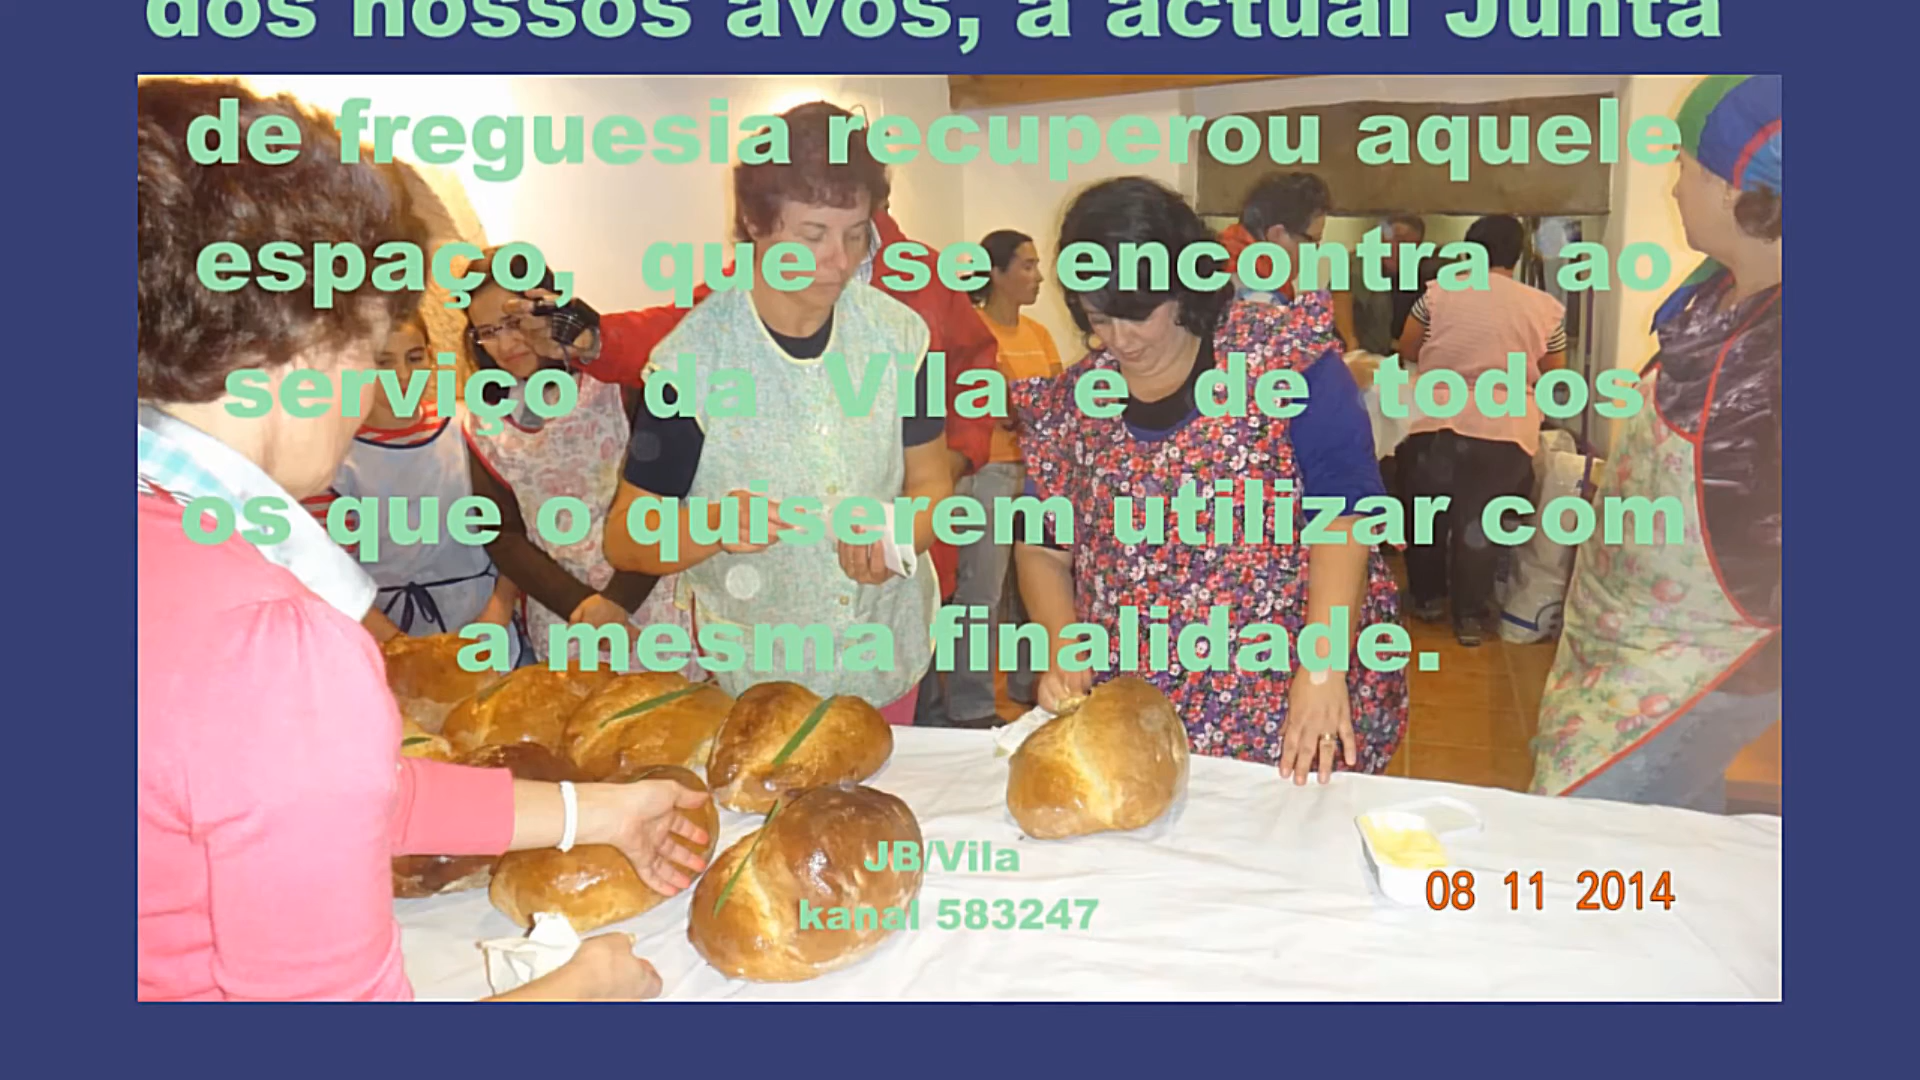 dos nossos avós, a actual Junta
de freguesia recuperou aquele
espaço, que se encontra ao
serviço da Vila e de todos
os que o quiserem utilizar com
a mesma finalidade.
JB/Vila
kanal 583247
08 11 2014